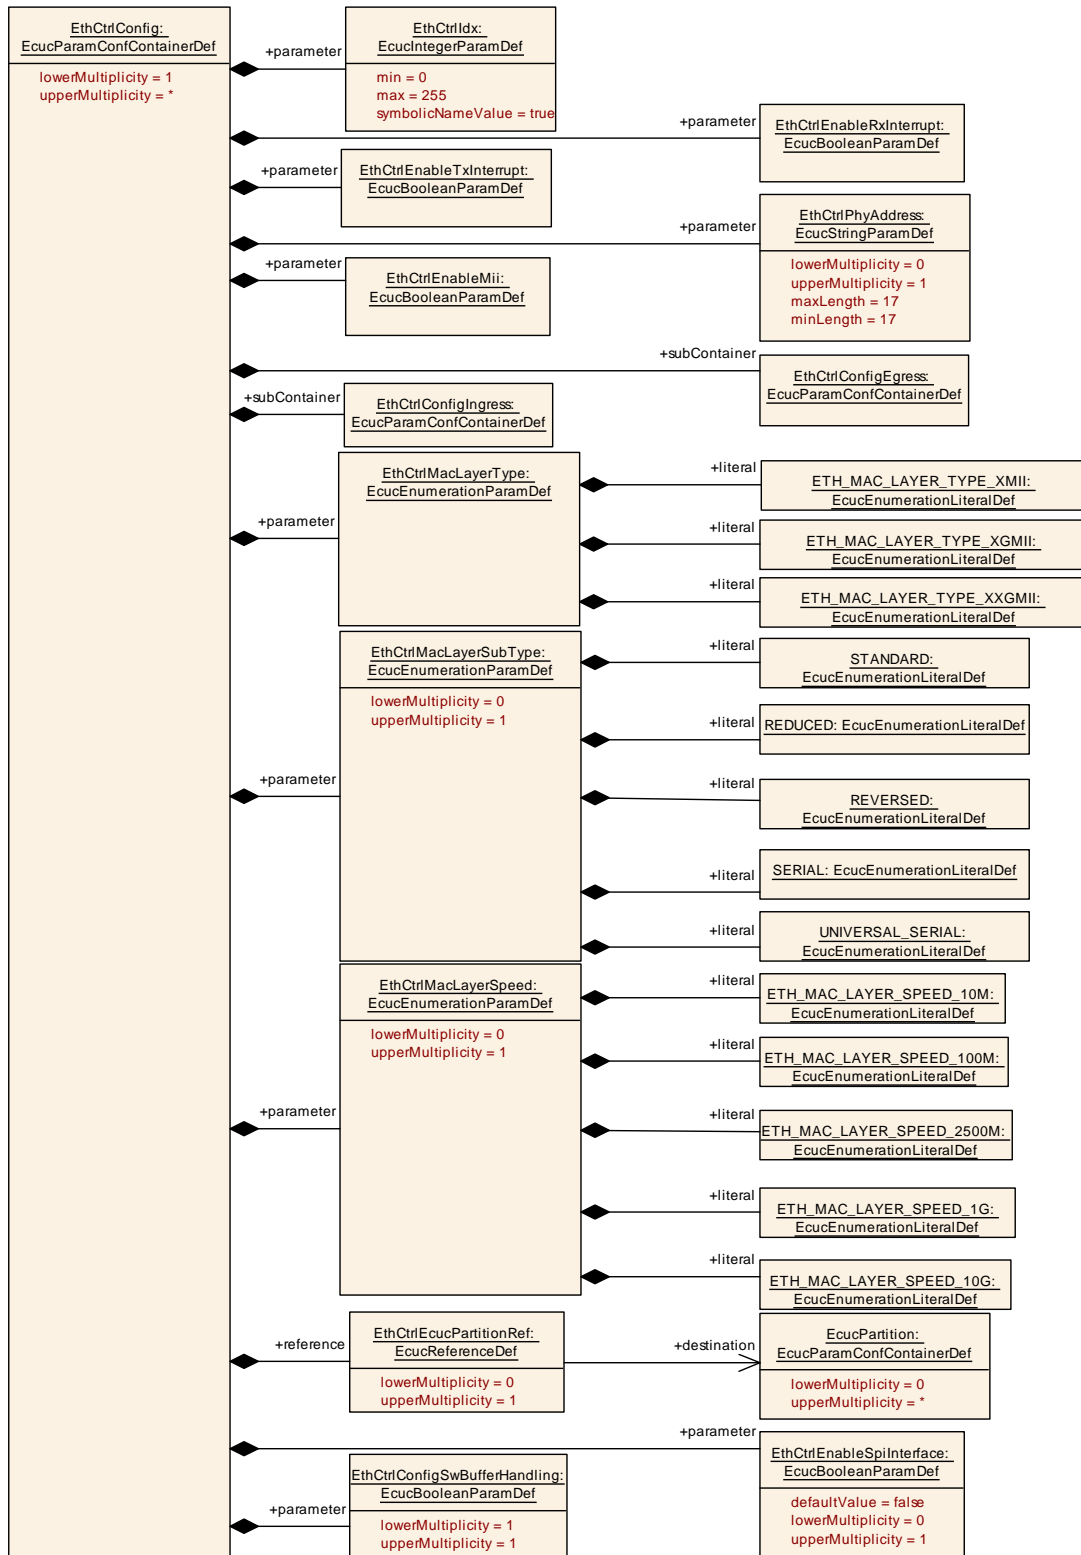 EthCtrlConfig:
EcucParamConfContainerDef
lowerMultiplicity = 1
upperMultiplicity = *
+parameter
EthCtrlIdx:
EcucIntegerParamDef
min = 0
max = 255
symbolicNameValue = true
+parameter
EthCtrlEnableRxInterrupt:
EcucBooleanParamDef
+parameter
EthCtrlEnableTxInterrupt:
EcucBooleanParamDef
+parameter
EthCtrlPhyAddress:
EcucStringParamDef
lowerMultiplicity = 0
upperMultiplicity = 1
maxLength = 17
minLength = 17
+parameter
EthCtrlEnableMii:
EcucBooleanParamDef
+subContainer
EthCtrlConfigEgress:
EcucParamConfContainerDef
+subContainer
EthCtrlConfigIngress:
EcucParamConfContainerDef
+parameter
EthCtrlMacLayerType:
EcucEnumerationParamDef
+literal
ETH_MAC_LAYER_TYPE_XMII:
EcucEnumerationLiteralDef
+literal
ETH_MAC_LAYER_TYPE_XGMII:
EcucEnumerationLiteralDef
+literal
ETH_MAC_LAYER_TYPE_XXGMII:
EcucEnumerationLiteralDef
+parameter
EthCtrlMacLayerSubType:
EcucEnumerationParamDef
lowerMultiplicity = 0
upperMultiplicity = 1
+literal
STANDARD:
EcucEnumerationLiteralDef
+literal
REDUCED: EcucEnumerationLiteralDef
+literal
REVERSED:
EcucEnumerationLiteralDef
+literal
SERIAL: EcucEnumerationLiteralDef
+literal
UNIVERSAL_SERIAL:
EcucEnumerationLiteralDef
+parameter
EthCtrlMacLayerSpeed:
EcucEnumerationParamDef
lowerMultiplicity = 0
upperMultiplicity = 1
+literal
ETH_MAC_LAYER_SPEED_10M:
EcucEnumerationLiteralDef
+literal
ETH_MAC_LAYER_SPEED_100M:
EcucEnumerationLiteralDef
+literal
ETH_MAC_LAYER_SPEED_2500M:
EcucEnumerationLiteralDef
+literal
ETH_MAC_LAYER_SPEED_1G:
EcucEnumerationLiteralDef
+literal
ETH_MAC_LAYER_SPEED_10G:
EcucEnumerationLiteralDef
+reference
EthCtrlEcucPartitionRef:
EcucReferenceDef
lowerMultiplicity = 0
upperMultiplicity = 1
+destination
EcucPartition:
EcucParamConfContainerDef
lowerMultiplicity = 0
upperMultiplicity = *
+parameter
EthCtrlEnableSpiInterface:
EcucBooleanParamDef
defaultValue = false
lowerMultiplicity = 0
upperMultiplicity = 1
+parameter
EthCtrlConfigSwBufferHandling:
EcucBooleanParamDef
lowerMultiplicity = 1
upperMultiplicity = 1